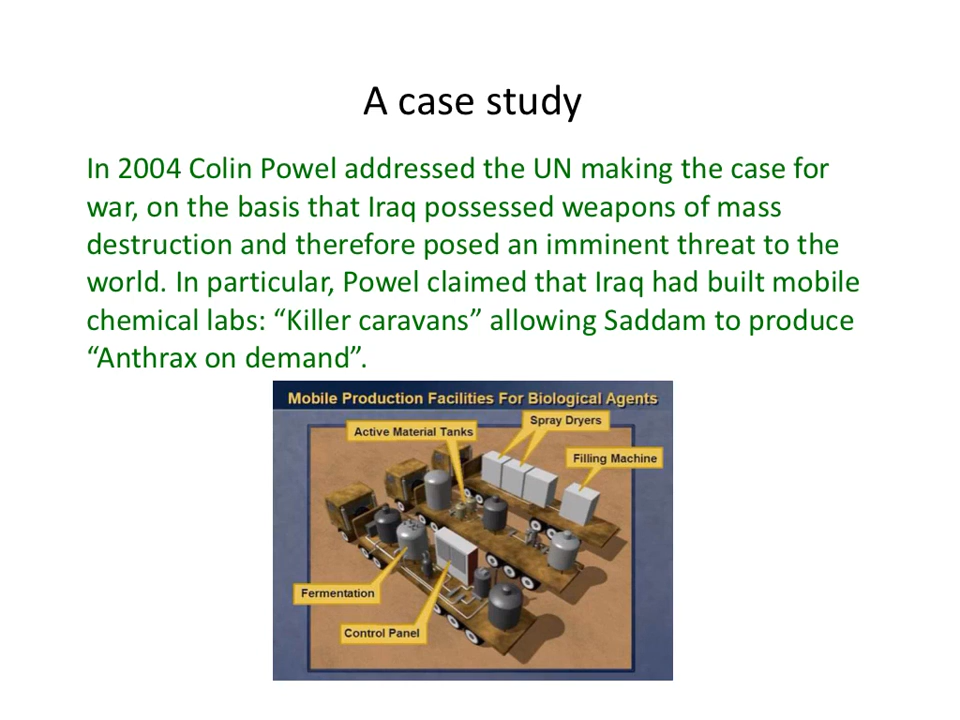 A case study
In 2004 Colin Powel addressed the UN making the case for
war, on the basis that Iraq possessed weapons of mass
destruction and therefore posed an imminent threat to the
world. In particular, Powel claimed that Iraq had built mobile
chemical labs: “Killer caravans” allowing Saddam to produce
“Anthrax on demand”.
Mobile Production Facilities For Biological Agents
Spray Dryers
Active Material Tanks
Filling Machine
Fermentation
Control Panel